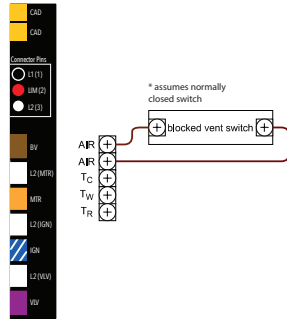 CAD
CAD
Connector Pins
L1 (1)
LIM (2)
L2 (3)
BV
L2 (MTR)
MTR
L2 (IGN)
IGN
L2 (VLV)
VLV
* assumes normally
closed switch
blocked vent switch
AIR
AIR
TC
TW
TR